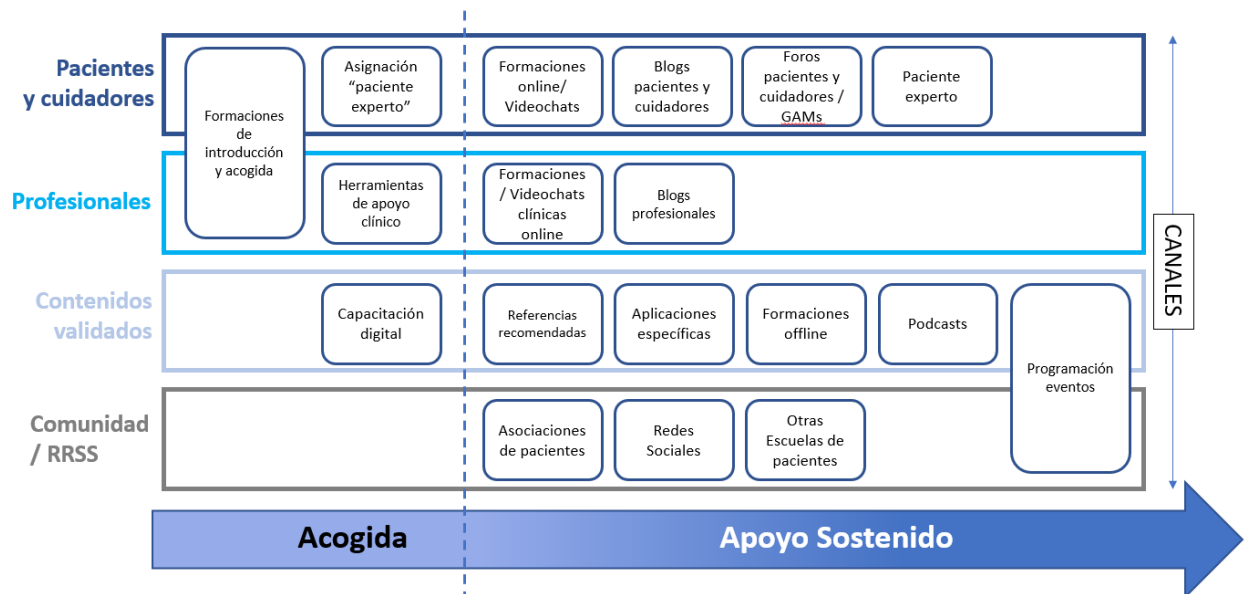 Pacientes
y cuidadores
Formaciones
de
introducción
y acogida
Asignación
“paciente
experto”
Formaciones
online/
Videochats
Blogs
pacientes y
cuidadores
Foros
pacientes y
cuidadores /
GAMs
Paciente
experto
Profesionales
Herramientas
de apoyo
clínico
Formaciones
/ Videochats
clínicas
online
Blogs
profesionales
CANALES
Contenidos
validados
Capacitación
digital
Referencias
recomendadas
Aplicaciones
específicas
Formaciones
offline
Podcasts
Programación
eventos
Comunidad
/ RRSS
Asociaciones
de pacientes
Redes
Sociales
Otras
Escuelas de
pacientes
Acogida
Apoyo Sostenido